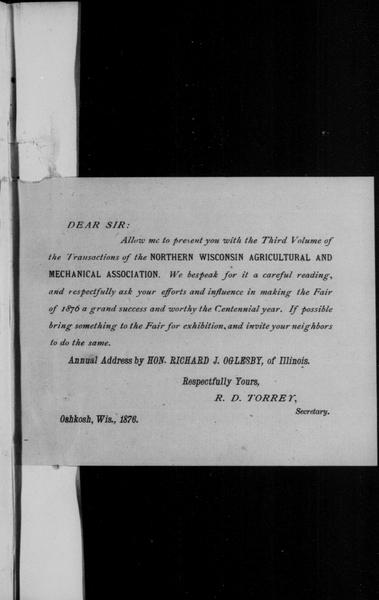 DEAR SIR:
Allow me to present you with the Third Volume of
the Transactions of the NORTHERN WISCONSIN AGRICULTURAL AND
MECHANICAL ASSOCIATION. We bespeak for it a careful reading,
and respectfully ask your efforts and influence in making the Fair
of 1876 a grand success and worthy the Centennial year. If possible
bring something to the Fair for exhibition, and invite your neighbors
to do the same.
Annual Address by HON. RICHARD J. OGLESBY, of Illinois.
Respectfully Yours,
R. D. TORREY,
Secretary.
Oshkosh, Wis., 1876.